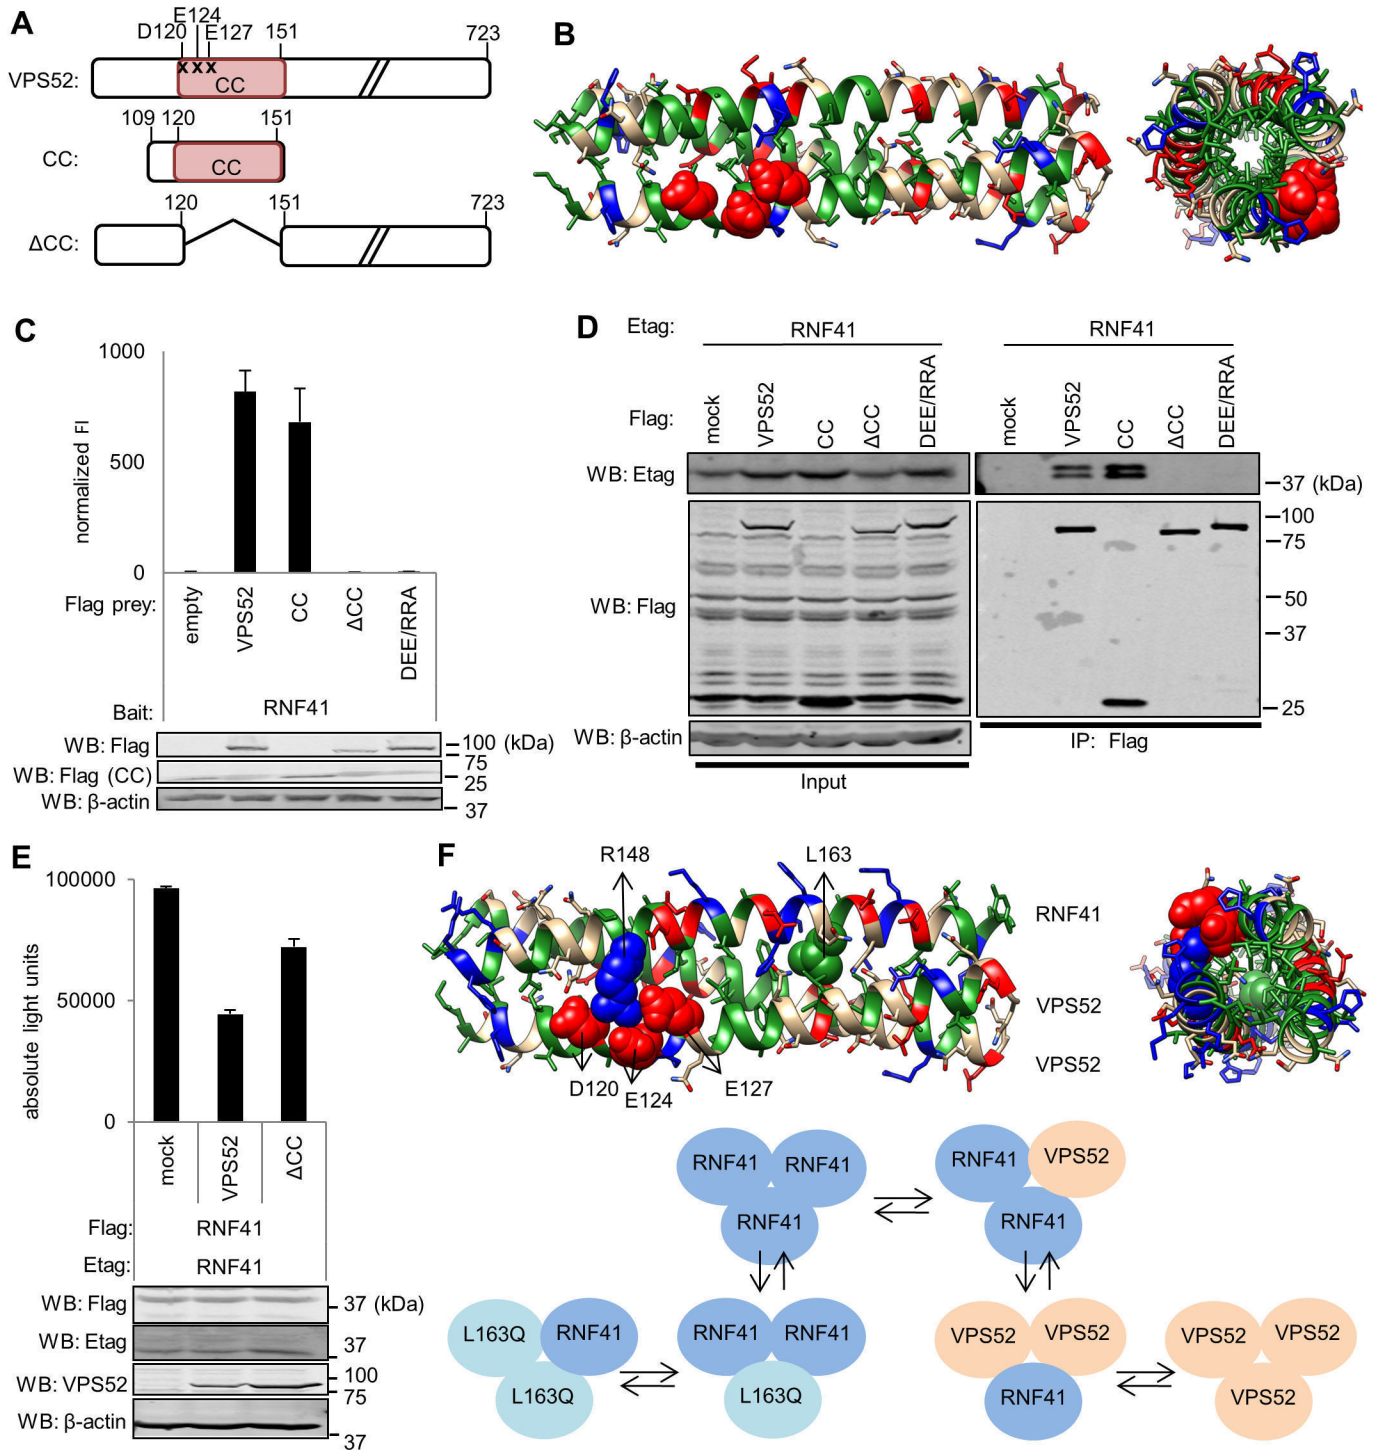 A
E124
D120 E127 151 723
x x x
VPS52: CC
109 120 151
CC: CC
120 151 723
ΔCC:
B
C
1000
500
0
normalized FI
Flag prey: empty VPS52 CC ΔCC DEE/RRA
Bait: RNF41
WB: Flag 100 (kDa)
75
WB: Flag (CC) 25
WB: β-actin 37
D
Etag: RNF41 RNF41
Flag: mock VPS52 CC ΔCC DEE/RRA mock VPS52 CC ΔCC DEE/RRA
WB: Etag 37 (kDa)
100
75
WB: Flag 50
37
25
WB: β-actin
Input
IP: Flag
E
100000
50000
0
absolute light units
mock VPS52 ΔCC
Flag: RNF41
Etag: RNF41
WB: Flag 37 (kDa)
WB: Etag 37
WB: VPS52 100
75
WB: β-actin
37
F
R148 L163
RNF41
VPS52
VPS52
D120 E124 E127
RNF41 RNF41 RNF41
RNF41 VPS52 RNF41
L163Q RNF41 L163Q
RNF41 RNF41 L163Q
VPS52 VPS52 RNF41
VPS52 VPS52 VPS52